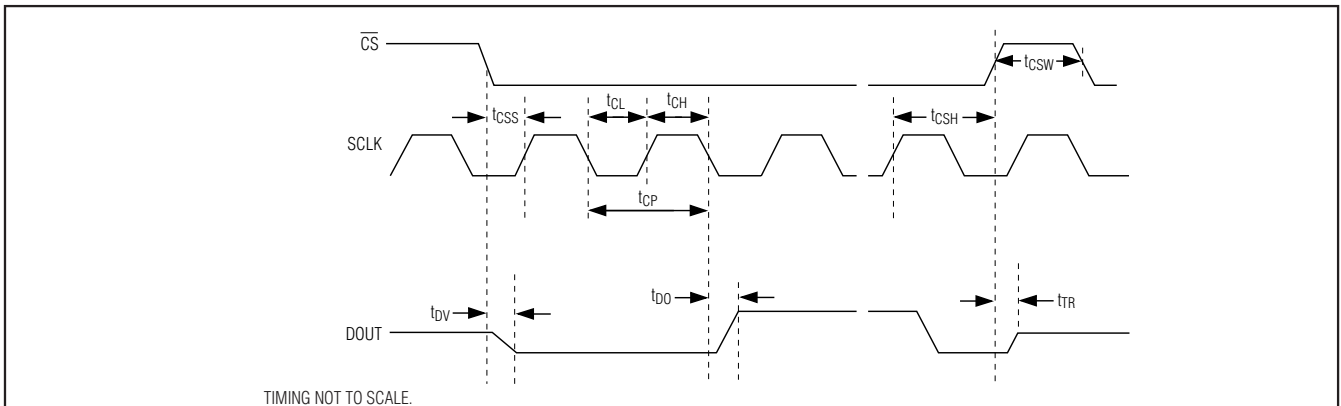 CS
tCSW
tCSS
tCL
tCH
tCSH
SCLK
tCP
tDV
tDO
tTR
DOUT
TIMING NOT TO SCALE.